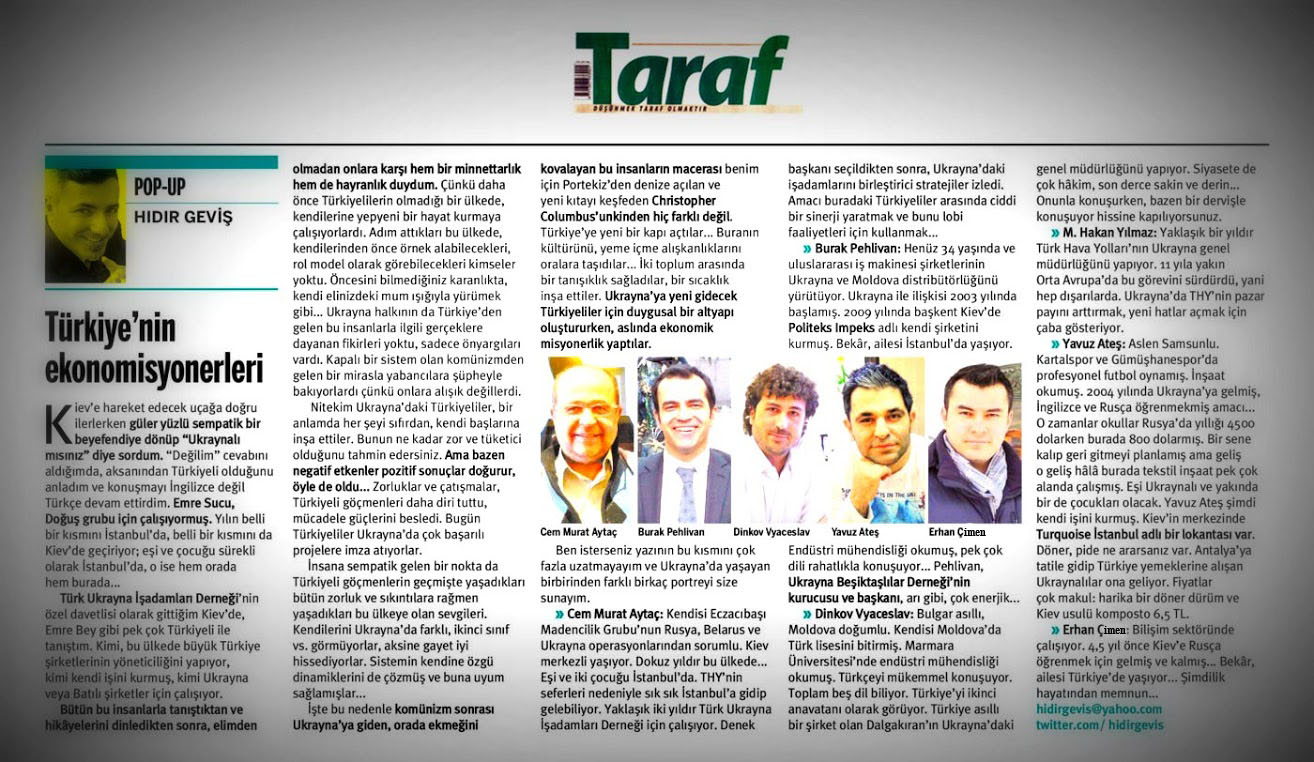 Taraf
DÜŞÜNMEK TARAF OLMAKTIR
POP-UP
HIDIR GEVİŞ
Türkiye’nin
ekonomisyonerleri
Kiev’e hareket edecek uçağa doğru
ilerlerken güler yüzlü sempatik bir
beyefendiye dönüp “Ukraynalı
mısınız” diye sordum. “Değilim” cevabını
aldığımda, aksanından Türkiyeli olduğunu
anladım ve konuşmayı İngilizce değil
Türkçe devam ettirdim. Emre Sucu,
Doğuş grubu için çalışıyormuş. Yılın belli
bir kısmını İstanbul’da, belli bir kısmını da
Kiev’de geçiriyor; eşi ve çocuğu sürekli
olarak İstanbul’da, o ise hem orada
hem burada...
Türk Ukrayna İşadamları Derneği’nin
özel davetlisi olarak gittiğim Kiev’de,
Emre Bey gibi pek çok Türkiyeli ile
tanıştım. Kimi, bu ülkede büyük Türkiye
şirketlerinin yöneticiliğini yapıyor,
kimi kendi işini kurmuş, kimi Ukrayna
veya Batılı şirketler için çalışıyor.
Bütün bu insanlarla tanıştıktan ve
hikâyelerini dinledikten sonra, elimden
olmadan onlara karşı hem bir minnettarlık
hem de hayranlık duydum. Çünkü daha
önce Türkiyelilerin olmadığı bir ülkede,
kendilerine yepyeni bir hayat kurmaya
çalışıyorlardı. Adım attıkları bu ülkede,
kendilerinden önce örnek alabilecekleri,
rol model olarak görebilecekleri kimseler
yoktu. Öncesini bilmediğiniz karanlıkta,
kendi elinizdeki mum ışığıyla yürümek
gibi... Ukrayna halkının da Türkiye’den
gelen bu insanlarla ilgili gerçeklere
dayanan fikirleri yoktu, sadece önyargıları
vardı. Kapalı bir sistem olan komünizmden
gelen bir mirasla yabancılara şüpheyle
bakıyorlardı çünkü onlara alışık değillerdi.
Nitekim Ukrayna’daki Türkiyeliler, bir
anlamda her şeyi sıfırdan, kendi başlarına
inşa ettiler. Bunun ne kadar zor ve tüketici
olduğunu tahmin edersiniz. Ama bazen
negatif etkenler pozitif sonuçlar doğurur,
öyle de oldu... Zorluklar ve çatışmalar,
Türkiyeli göçmenleri daha diri tuttu,
mücadele güçlerini besledi. Bugün
Türkiyeliler Ukrayna’da çok başarılı
projelere imza atıyorlar.
İnsana sempatik gelen bir nokta da
Türkiyeli göçmenlerin geçmişte yaşadıkları
bütün zorluk ve sıkıntılara rağmen
yaşadıkları bu ülkeye olan sevgileri.
Kendilerini Ukrayna’da farklı, ikinci sınıf
vs. görmüyorlar, aksine gayet iyi
hissediyorlar. Sistemin kendine özgü
dinamiklerini de çözmüş ve buna uyum
sağlamışlar...
İşte bu nedenle komünizm sonrası
Ukrayna’ya giden, orada ekmeğini
kovalayan bu insanların macerası benim
için Portekiz’den denize açılan ve
yeni kıtayı keşfeden Christopher
Columbus’unkinden hiç farklı değil.
Türkiye’ye yeni bir kapı açtılar... Buranın
kültürünü, yeme içme alışkanlıklarını
oralara taşıdılar... İki toplum arasında
bir tanışıklık sağladılar, bir sıcaklık
inşa ettiler. Ukrayna’ya yeni gidecek
Türkiyeliler için duygusal bir altyapı
oluştururken, aslında ekonomik
misyonerlik yaptılar.
Cem Murat Aytaç
Burak Pehlivan
Dinkov Vyaceslav
Yavuz Ateş
Erhan Çimen
Ben isterseniz yazının bu kısmını çok
fazla uzatmayayım ve Ukrayna’da yaşayan
birbirinden farklı birkaç portreyi size
sunayım.
» Cem Murat Aytaç: Kendisi Eczacıbaşı
Madencilik Grubu’nun Rusya, Belarus ve
Ukrayna operasyonlarından sorumlu. Kiev
merkezli yaşıyor. Dokuz yıldır bu ülkede...
Eşi ve iki çocuğu İstanbul’da. THY’nin
seferleri nedeniyle sık sık İstanbul’a gidip
gelebiliyor. Yaklaşık iki yıldır Türk Ukrayna
İşadamları Derneği için çalışıyor. Denek
başkanı seçildikten sonra, Ukrayna’daki
işadamlarını birleştirici stratejiler izledi.
Amacı buradaki Türkiyeliler arasında ciddi
bir sinerji yaratmak ve bunu lobi
faaliyetleri için kullanmak...
» Burak Pehlivan: Henüz 34 yaşında ve
uluslararası iş makinesi şirketlerinin
Ukrayna ve Moldova distribütörlüğünü
yürütüyor. Ukrayna ile ilişkisi 2003 yılında
başlamış. 2009 yılında başkent Kiev’de
Politeks Impeks adlı kendi şirketini
kurmuş. Bekâr, ailesi İstanbul’da yaşıyor.
Endüstri mühendisliği okumuş, pek çok
dili rahatlıkla konuşuyor... Pehlivan,
Ukrayna Beşiktaşlılar Derneği’nin
kurucusu ve başkanı, arı gibi, çok enerjik...
» Dinkov Vyaceslav: Bulgar asıllı,
Moldova doğumlu. Kendisi Moldova’da
Türk lisesini bitirmiş. Marmara
Üniversitesi’nde endüstri mühendisliği
okumuş. Türkçeyi mükemmel konuşuyor.
Toplam beş dil biliyor. Türkiye’yi ikinci
anavatanı olarak görüyor. Türkiye asıllı
bir şirket olan Dalgakıran’ın Ukrayna’daki
genel müdürlüğünü yapıyor. Siyasete de
çok hâkim, son derce sakin ve derin...
Onunla konuşurken, bazen bir dervişle
konuşuyor hissine kapılıyorsunuz.
» M. Hakan Yılmaz: Yaklaşık bir yıldır
Türk Hava Yolları’nın Ukrayna genel
müdürlüğünü yapıyor. 11 yıla yakın
Orta Avrupa’da bu görevini sürdürdü, yani
hep dışarılarda. Ukrayna’da THY’nin pazar
payını arttırmak, yeni hatlar açmak için
çaba gösteriyor.
» Yavuz Ateş: Aslen Samsunlu.
Kartalspor ve Gümüşhanespor’da
profesyonel futbol oynamış. İnşaat
okumuş. 2004 yılında Ukrayna’ya gelmiş,
İngilizce ve Rusça öğrenmekmiş amacı...
O zamanlar okullar Rusya’da yıllığı 4500
dolarken burada 800 dolarmış. Bir sene
kalıp geri gitmeyi planlamış ama geliş
o geliş hâlâ burada tekstil inşaat pek çok
alanda çalışmış. Eşi Ukraynalı ve yakında
bir de çocukları olacak. Yavuz Ateş şimdi
kendi işini kurmuş. Kiev’in merkezinde
Turquoise İstanbul adlı bir lokantası var.
Döner, pide ne ararsanız var. Antalya’ya
tatile gidip Türkiye yemeklerine alışan
Ukraynalılar ona geliyor. Fiyatlar
çok makul: harika bir döner dürüm ve
Kiev usulü komposto 6,5 TL.
» Erhan Çimen: Bilişim sektöründe
çalışıyor. 4,5 yıl önce Kiev’e Rusça
öğrenmek için gelmiş ve kalmış... Bekâr,
ailesi Türkiye’de yaşıyor... Şimdilik
hayatından memnun...
hidirgevis@yahoo.com
twitter.com/ hidirgevis